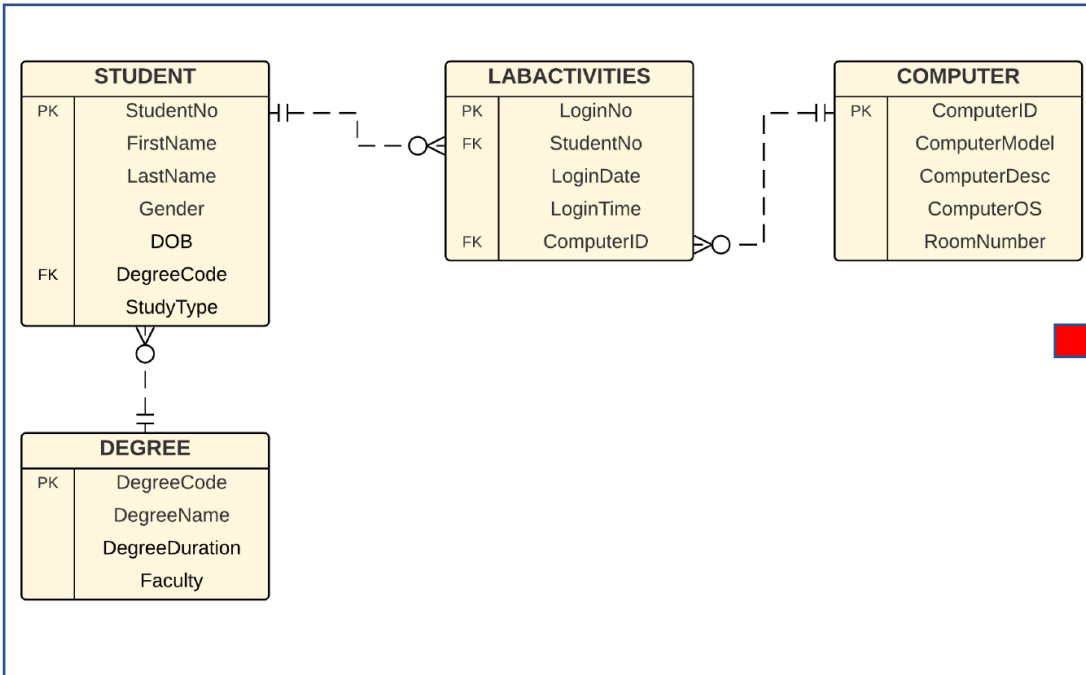 STUDENT
PK StudentNo
FirstName
LastName
Gender
DOB
FK DegreeCode
StudyType
LABACTIVITIES
PK LoginNo
FK StudentNo
LoginDate
LoginTime
FK ComputerID
COMPUTER
PK ComputerID
ComputerModel
ComputerDesc
ComputerOS
RoomNumber
DEGREE
PK DegreeCode
DegreeName
DegreeDuration
Faculty